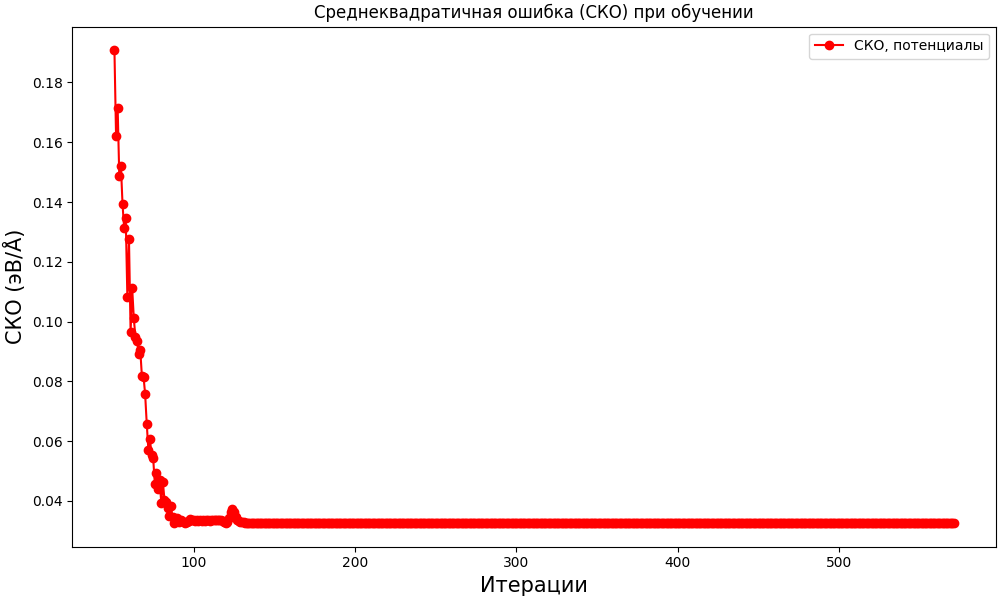 Среднеквадратичная ошибка (СКО) при обучении
СКО, потенциалы
СКО (эВ/Å)
0.18
0.16
0.14
0.12
0.10
0.08
0.06
0.04
100 200 300 400 500
Итерации